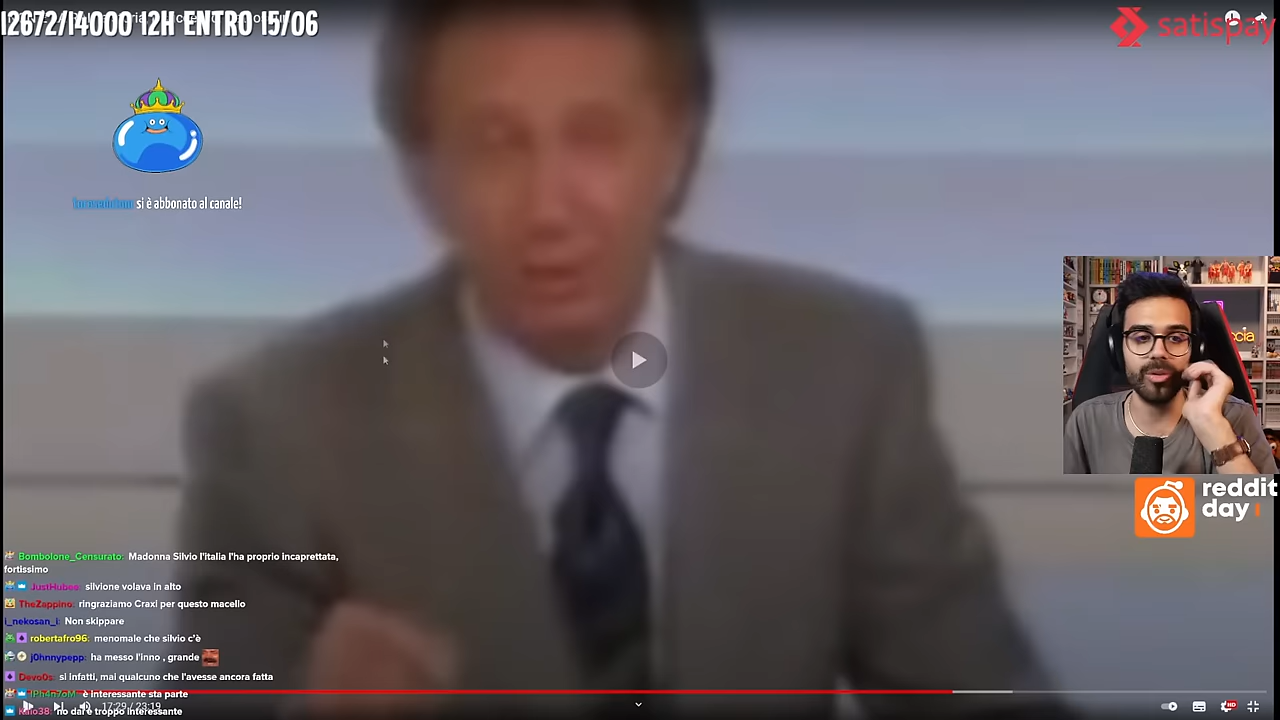 12672/14000 12H ENTRO 15/06
satispay
si è abbonato al canale!
reddit
day
Bombolone_Censurato: Madonna Silvio l'italia l'ha proprio incaprettata,
fortissimo
JustHubee: silvione volava in alto
TheZappino: ringraziamo Craxi per questo macello
i_nekosan_i: Non skippare
robertafro96: menomale che silvio c'è
j0hnnypepp: ha messo l'inno , grande
Devo0s: si infatti, mai qualcuno che l'avesse ancora fatta
IPh4n7oM: è interessante sta parte
17:29 / 23:19
no dai è troppo interessante
HD